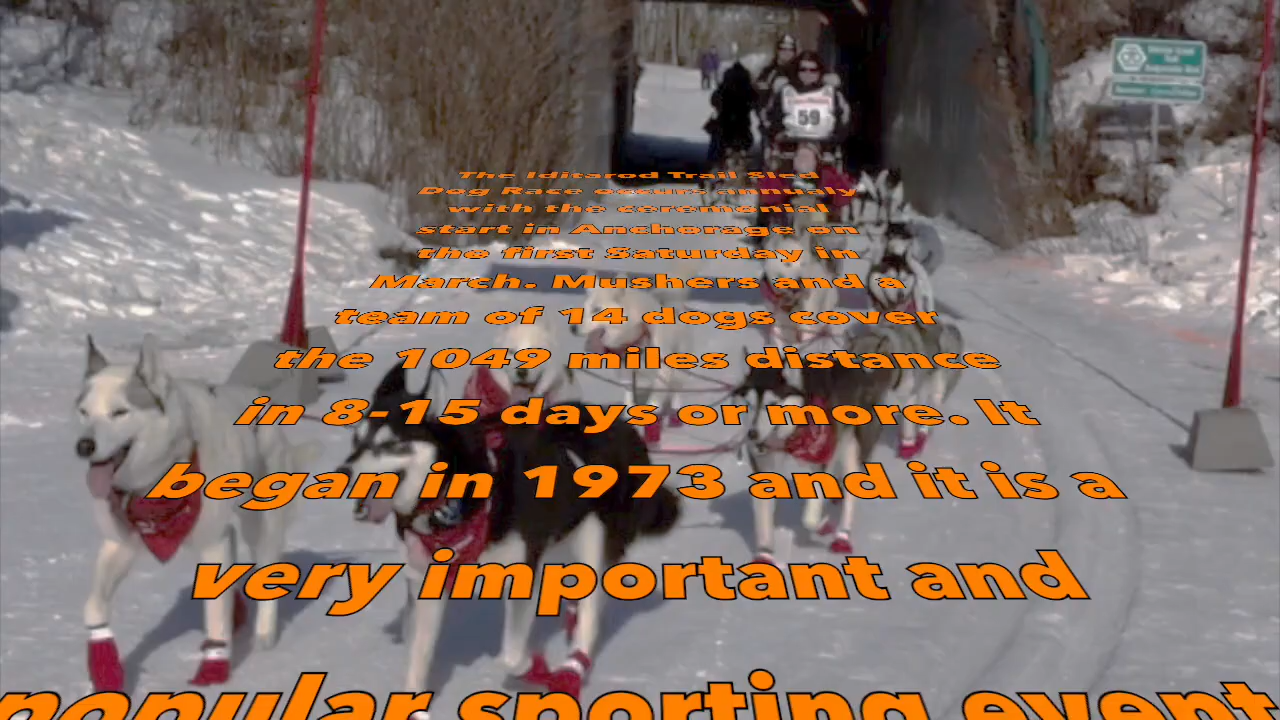 59
The Iditarod Trail Sled
Dog Race occurs annualy
with the ceremonial
start in Anchorage on
the first Saturday in
March. Mushers and a
team of 14 dogs cover
the 1049 miles distance
in 8-15 days or more. It
began in 1973 and it is a
very important and
popular sporting event